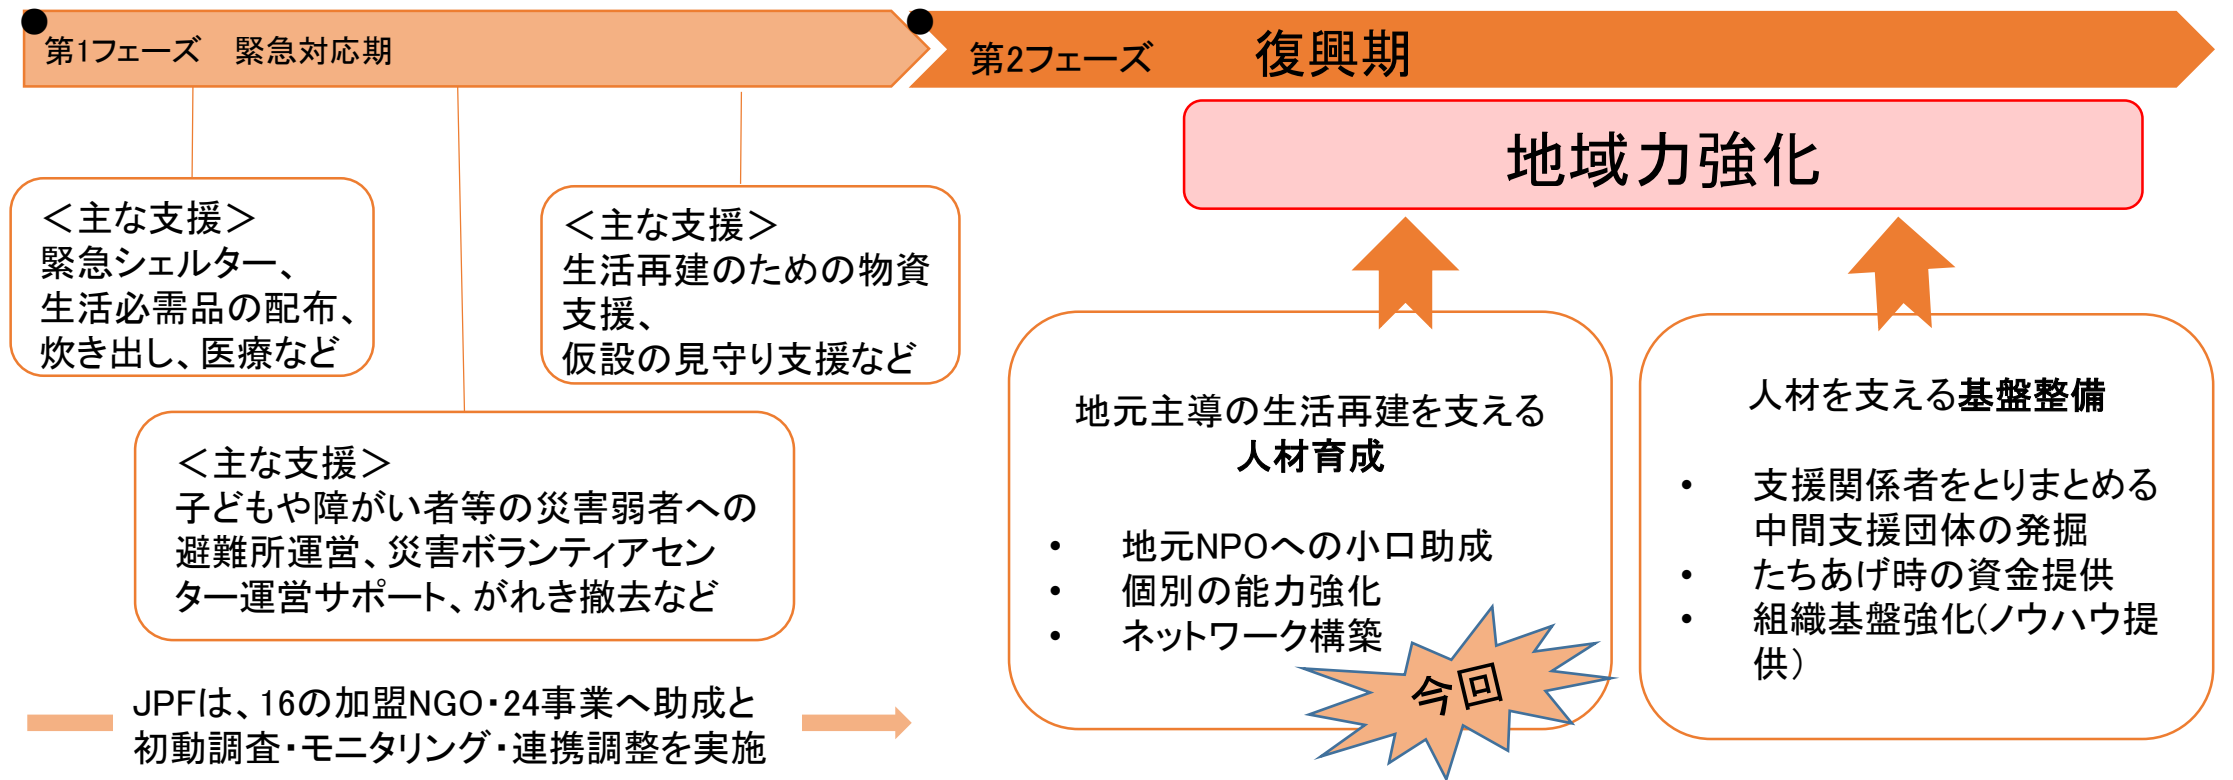 第1フェーズ　緊急対応期
第2フェーズ　復興期
地域力強化
＜主な支援＞
緊急シェルター、
生活必需品の配布、
炊き出し、医療など
＜主な支援＞
生活再建のための物資
支援、
仮設の見守り支援など
＜主な支援＞
子どもや障がい者等の災害弱者への
避難所運営、災害ボランティアセン
ター運営サポート、がれき撤去など
JPFは、16の加盟NGO・24事業へ助成と
初動調査・モニタリング・連携調整を実施
地元主導の生活再建を支える
人材育成
• 地元NPOへの小口助成
• 個別の能力強化
• ネットワーク構築
今回
人材を支える基盤整備
• 支援関係者をとりまとめる
中間支援団体の発掘
• たちあげ時の資金提供
• 組織基盤強化(ノウハウ提
供）